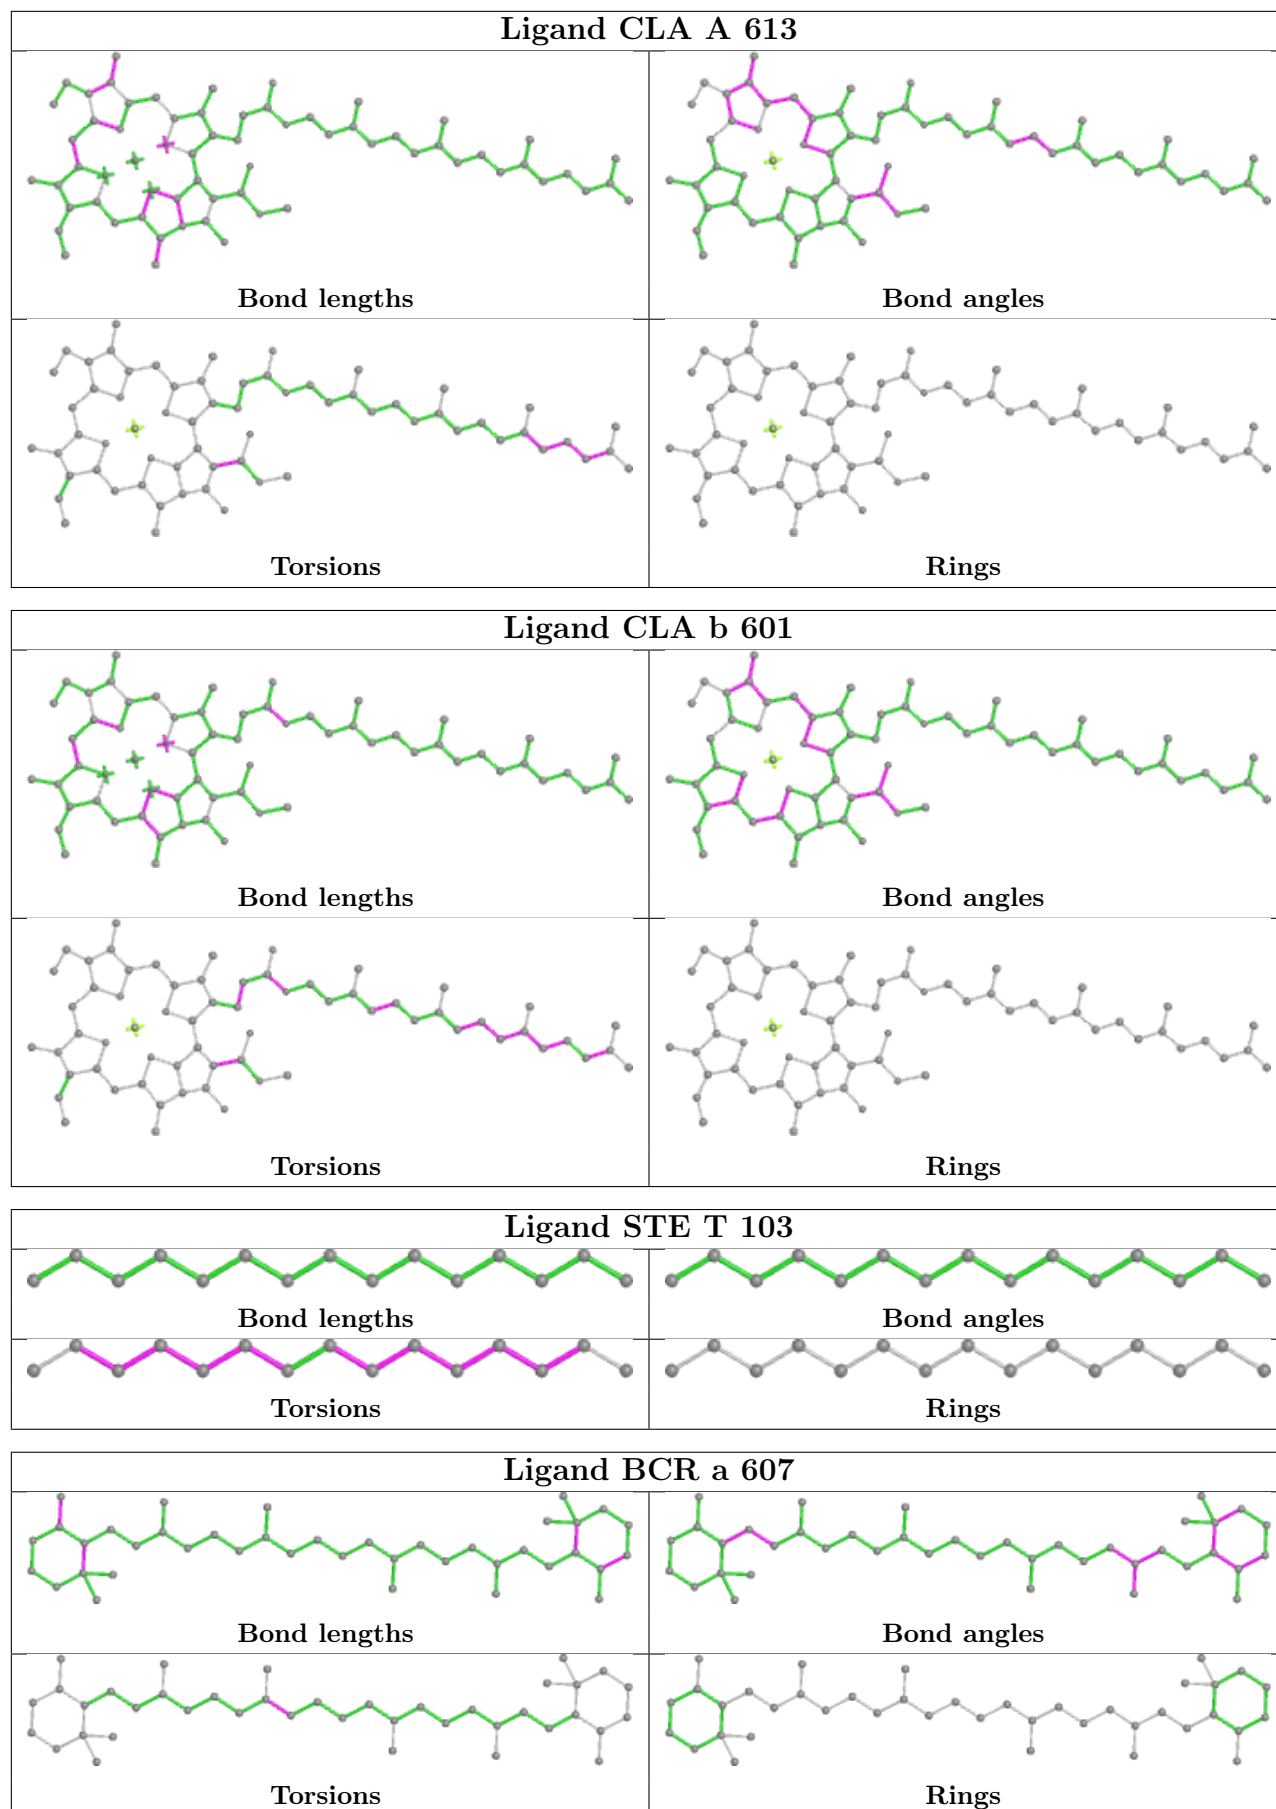 Ligand CLA A 613
Bond lengths
Bond angles
Torsions
Rings
Ligand CLA b 601
Bond lengths
Bond angles
Torsions
Rings
Ligand STE T 103
Bond lengths
Bond angles
Torsions
Rings
Ligand BCR a 607
Bond lengths
Bond angles
Torsions
Rings